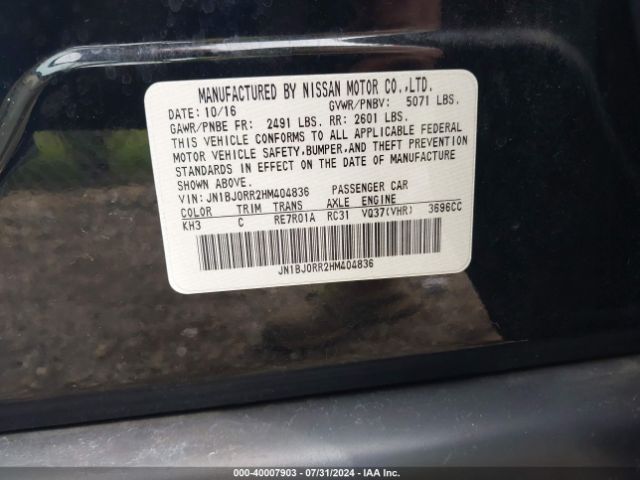 MANUFACTURED BY NISSAN MOTOR CO.,LTD.
DATE: 10/16 GVWR/PNBV: 5071 LBS.
GAWR/PNBE FR: 2491 LBS. RR: 2601 LBS.
THIS VEHICLE CONFORMS TO ALL APPLICABLE FEDERAL
MOTOR VEHICLE SAFETY,BUMPER,AND THEFT PREVENTION
STANDARDS IN EFFECT ON THE DATE OF MANUFACTURE
SHOWN ABOVE.
VIN: JN1BJ0RR2HM404836 PASSENGER CAR
COLOR TRIM TRANS AXLE ENGINE
KH3 C RE7R01A RC31 VQ37(VHR) 3696CC
JN1BJ0RR2HM404836
000-40007903 - 07/31/2024 - IAA Inc.